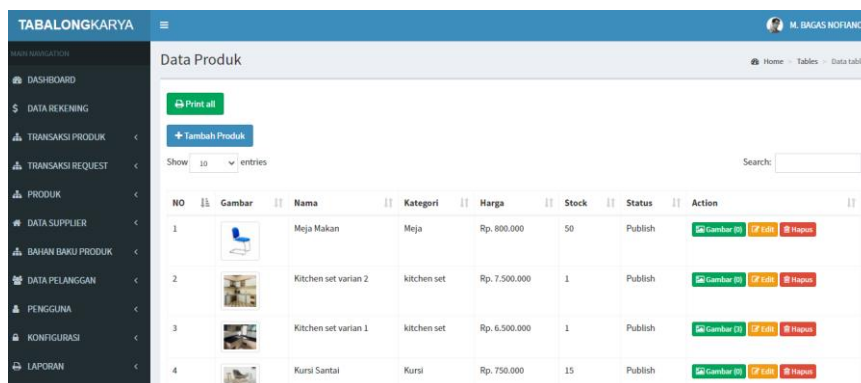 TABALONGKARYA
M. BAGAS NOFIANO
MAIN NAVIGATION
DASHBOARD
DATA REKENING
TRANSAKSI PRODUK
TRANSAKSI REQUEST
PRODUK
DATA SUPPLIER
BAHAN BAKU PRODUK
DATA PELANGGAN
PENGGUNA
KONFIGURASI
LAPORAN
Data Produk
Home > Tables > Data tabl
Print all
+ Tambah Produk
Show 10 entries
Search:
NO Gambar Nama Kategori Harga Stock Status Action
1 Meja Makan Meja Rp. 800.000 50 Publish Gambar (0) Edit Hapus
2 Kitchen set varian 2 kitchen set Rp. 7.500.000 1 Publish Gambar (0) Edit Hapus
3 Kitchen set varian 1 kitchen set Rp. 6.500.000 1 Publish Gambar (3) Edit Hapus
4 Kursi Santai Kursi Rp. 750.000 15 Publish Gambar (0) Edit Hapus